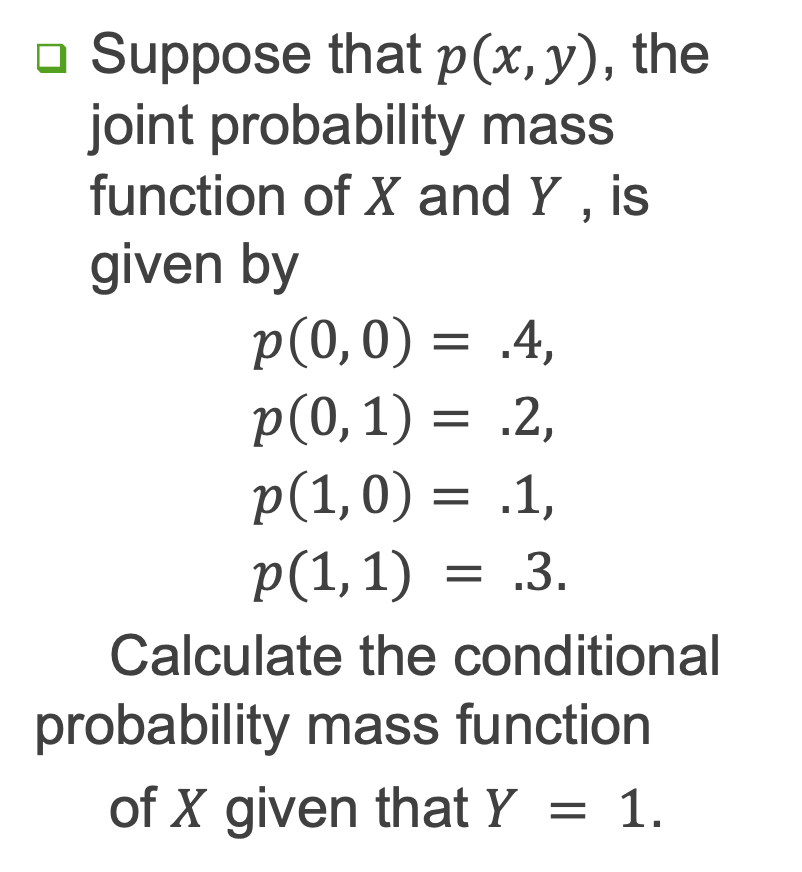 Suppose that p(x, y), the
joint probability mass
function of X and Y , is
given by
p(0, 0) = .4,
p(0, 1) = .2,
p(1, 0) = .1,
p(1, 1) = .3.
Calculate the conditional
probability mass function
of X given that Y = 1.